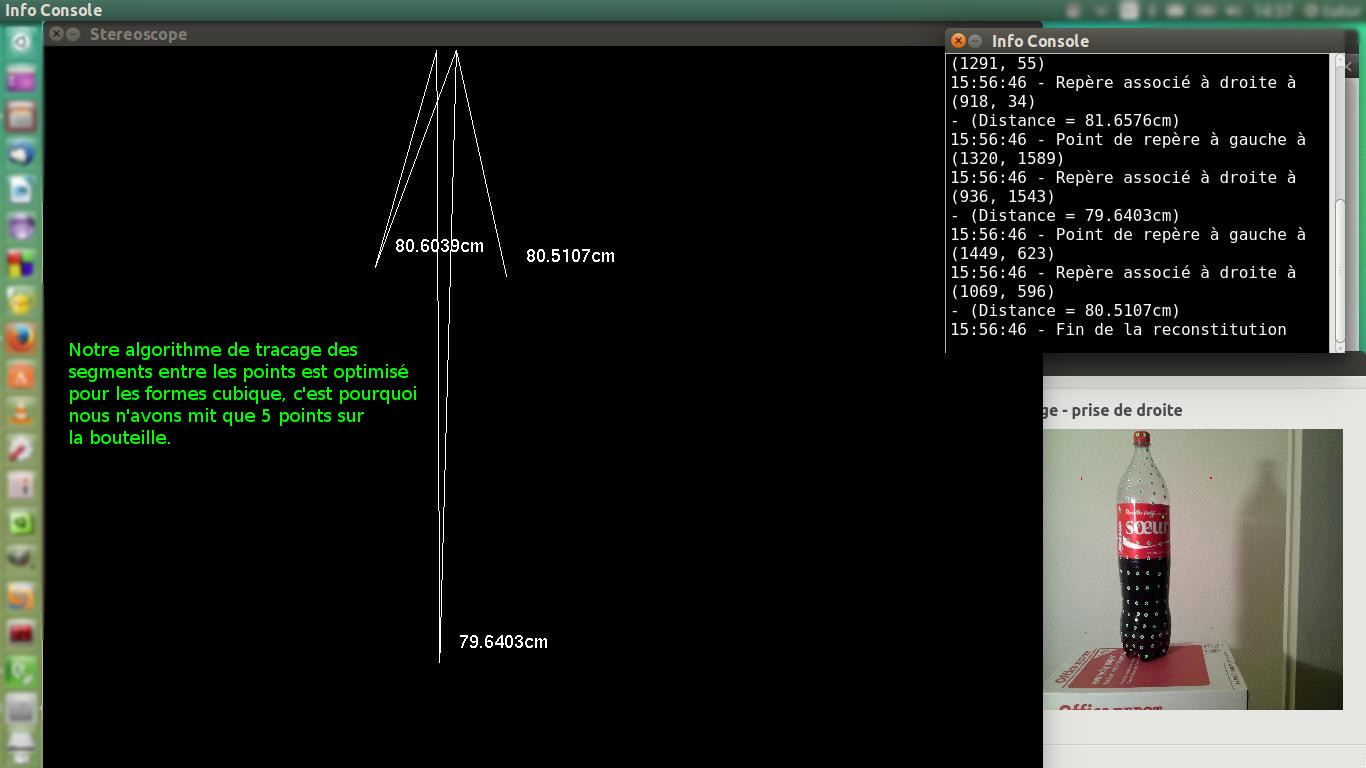 Info Console
14:57
Stereoscope
Info Console
(1291, 55)
15:56:46 - Repère associé à droite à
(918, 34)
- (Distance = 81.6576cm)
15:56:46 - Point de repère à gauche à
(1320, 1589)
15:56:46 - Repère associé à droite à
(936, 1543)
- (Distance = 79.6403cm)
15:56:46 - Point de repère à gauche à
(1449, 623)
15:56:46 - Repère associé à droite à
(1069, 596)
- (Distance = 80.5107cm)
15:56:46 - Fin de la reconstitution
80.6039cm
80.5107cm
Notre algorithme de tracage des
segments entre les points est optimisé
pour les formes cubique, c'est pourquoi
nous n'avons mit que 5 points sur
la bouteille.
79.6403cm
ge - prise de droite
sœur
Office DEPOT